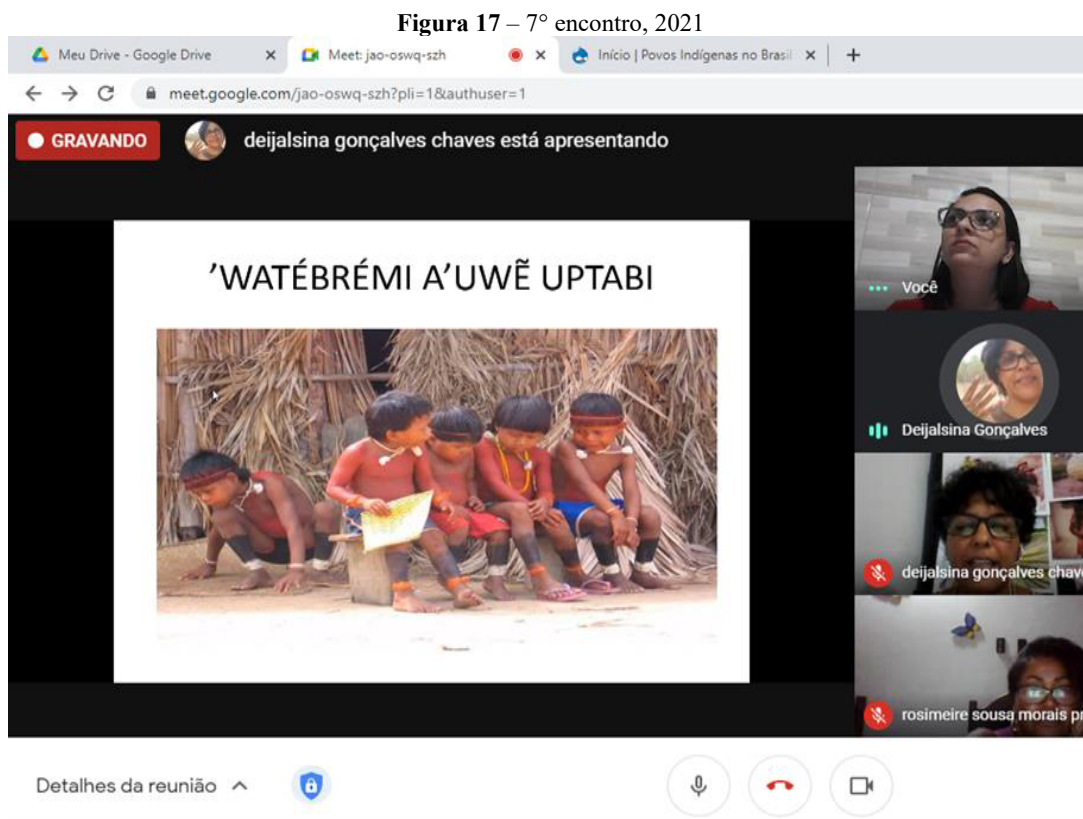 Figura 17 – 7° encontro, 2021
Meu Drive - Google Drive
Meet: jao-oswq-szh
Início | Povos Indígenas no Brasil
meet.google.com/jao-oswq-szh?pli=1&authuser=1
GRAVANDO
deijalsina gonçalves chaves está apresentando
’WATÉBRÉMI A’UWẼ UPTABI
Você
Deijalsina Gonçalves
deijalsina gonçalves chave
rosimeire sousa morais pr
Detalhes da reunião